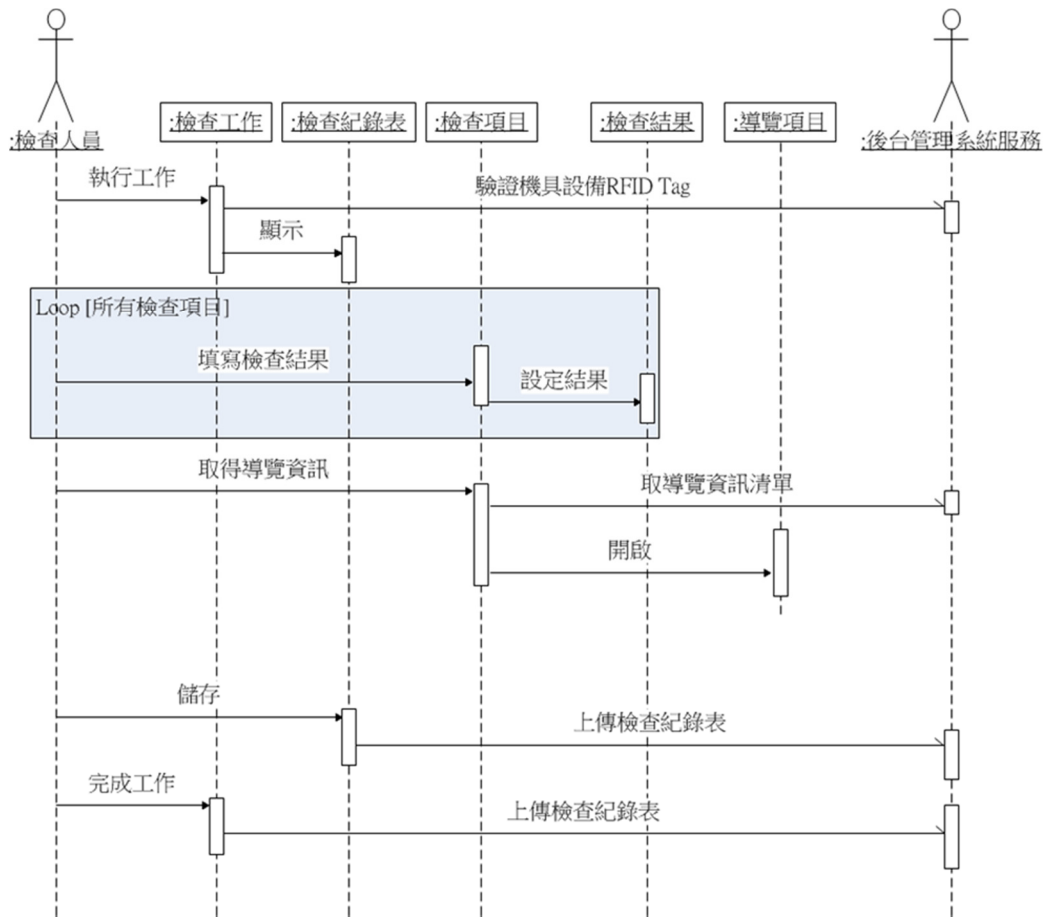 :檢查人員
:檢查工作
:檢查紀錄表
:檢查項目
:檢查結果
:導覽項目
:後台管理系統服務
執行工作
驗證機具設備RFID Tag
顯示
Loop [所有檢查項目]
填寫檢查結果
設定結果
取得導覽資訊
取導覽資訊清單
開啟
儲存
上傳檢查紀錄表
完成工作
上傳檢查紀錄表